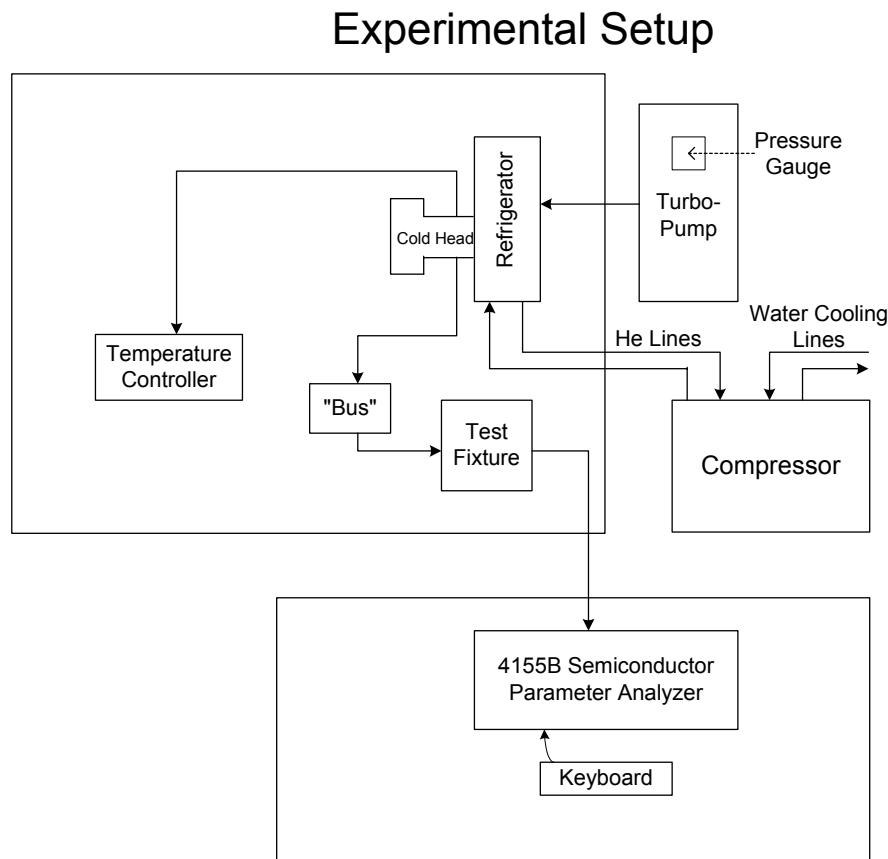 Experimental Setup
Pressure
Gauge
Turbo-
Pump
Refrigerator
Cold Head
Water Cooling
Lines
He Lines
Temperature
Controller
"Bus"
Test
Fixture
Compressor
4155B Semiconductor
Parameter Analyzer
Keyboard